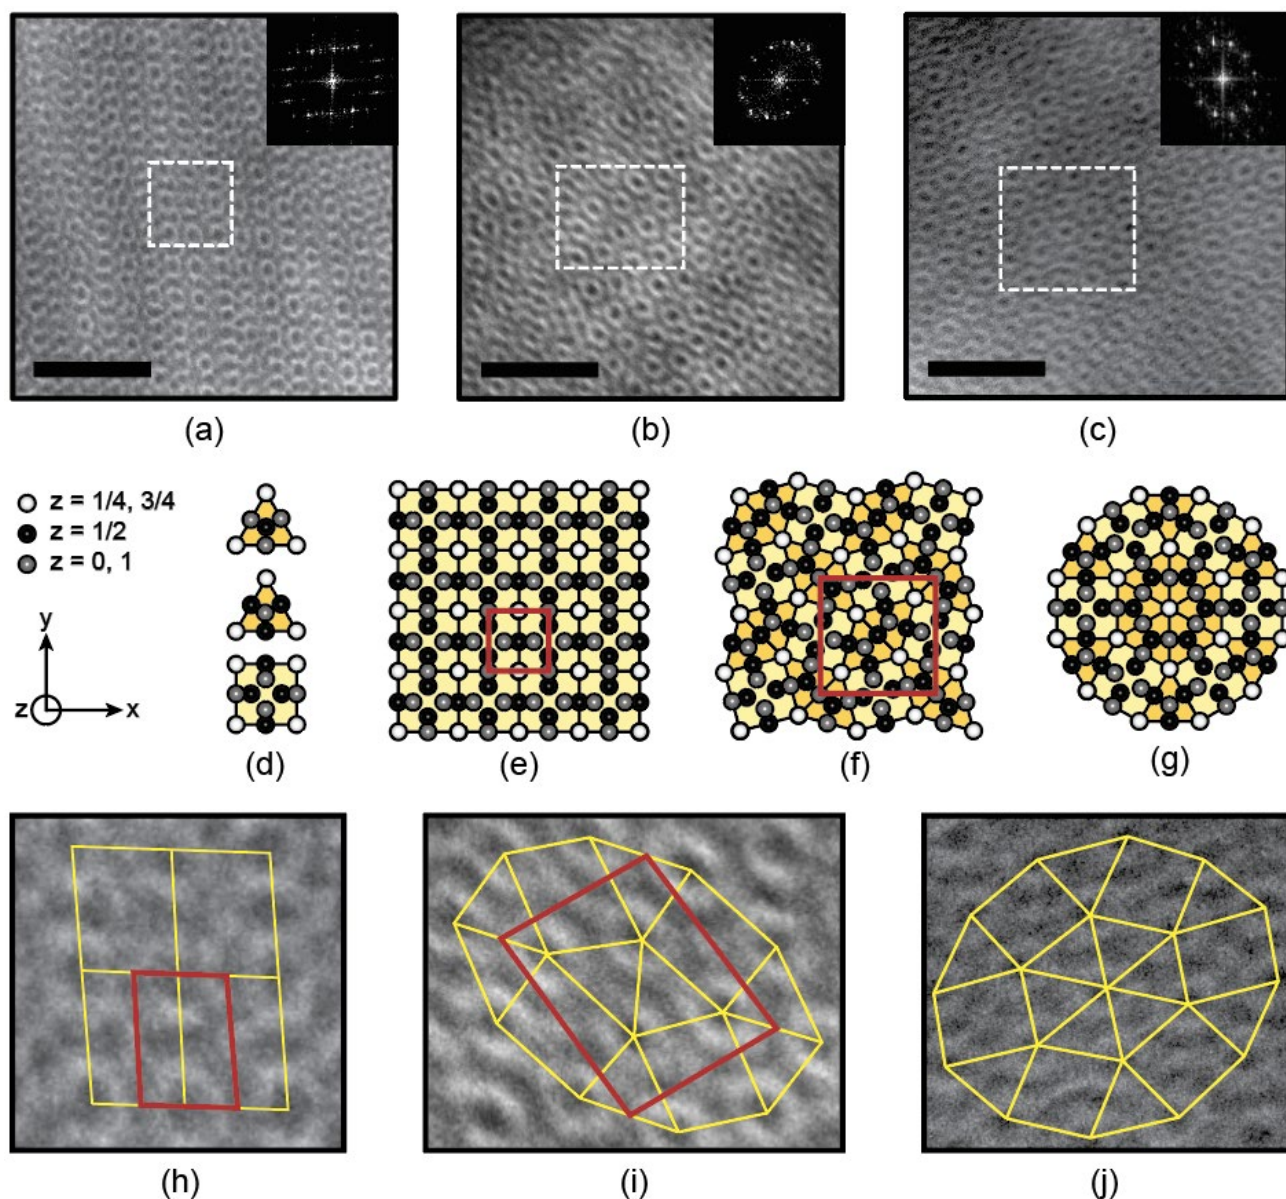 (a)
(b)
(c)
z = 1/4, 3/4
z = 1/2
z = 0, 1
y
z
x
(d)
(e)
(f)
(g)
(h)
(i)
(j)